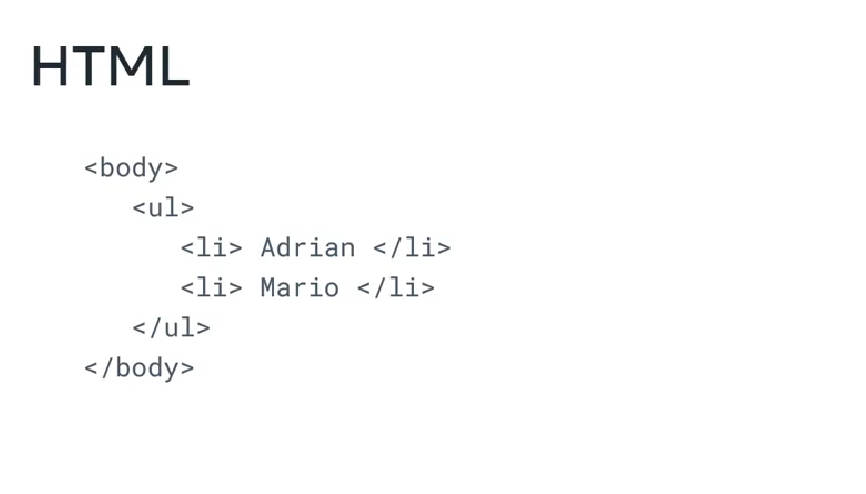 HTML
<body>
<ul>
<li> Adrian </li>
<li> Mario </li>
</ul>
</body>